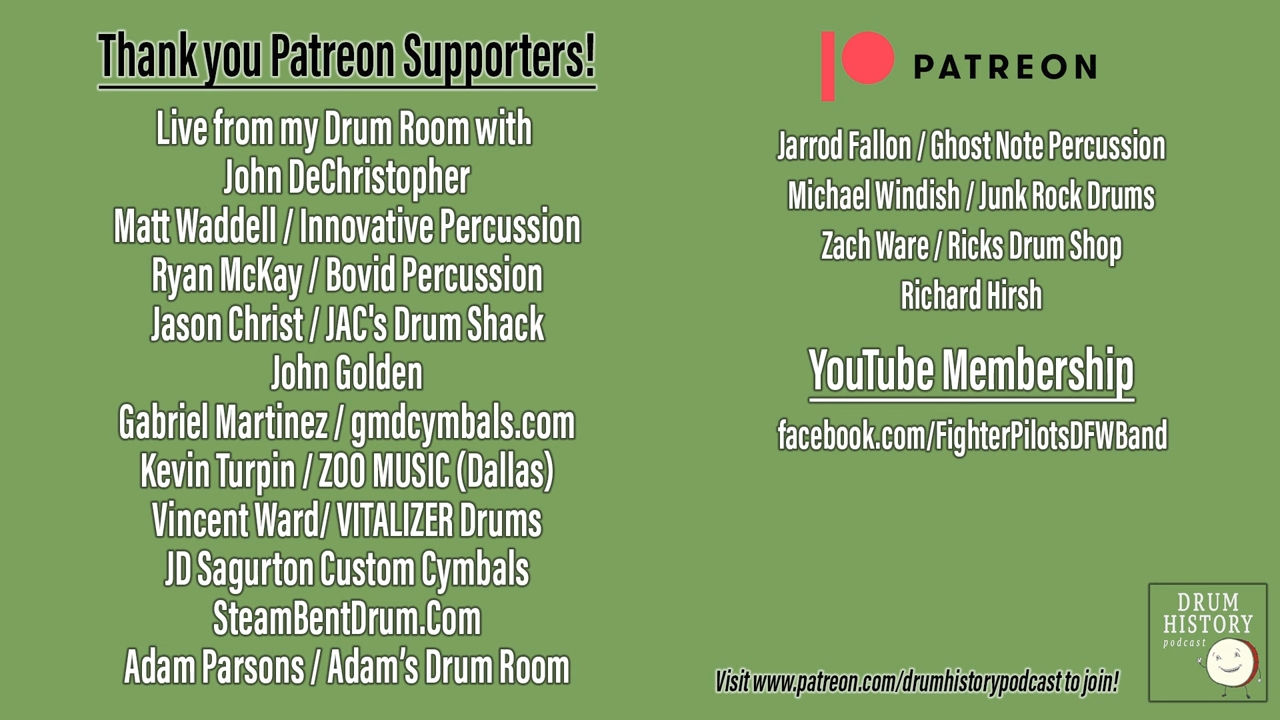 Thank you Patreon Supporters!
Live from my Drum Room with
John DeChristopher
Matt Waddell / Innovative Percussion
Ryan McKay / Bovid Percussion
Jason Christ / JAC's Drum Shack
John Golden
Gabriel Martinez / gmdcymbals.com
Kevin Turpin / ZOO MUSIC (Dallas)
Vincent Ward/ VITALIZER Drums
JD Sagurton Custom Cymbals
SteamBentDrum.Com
Adam Parsons / Adam’s Drum Room
PATREON
Jarrod Fallon / Ghost Note Percussion
Michael Windish / Junk Rock Drums
Zach Ware / Ricks Drum Shop
Richard Hirsh
YouTube Membership
facebook.com/FighterPilotsDFWBand
Visit www.patreon.com/drumhistorypodcast to join!
DRUM
HISTORY
podcast